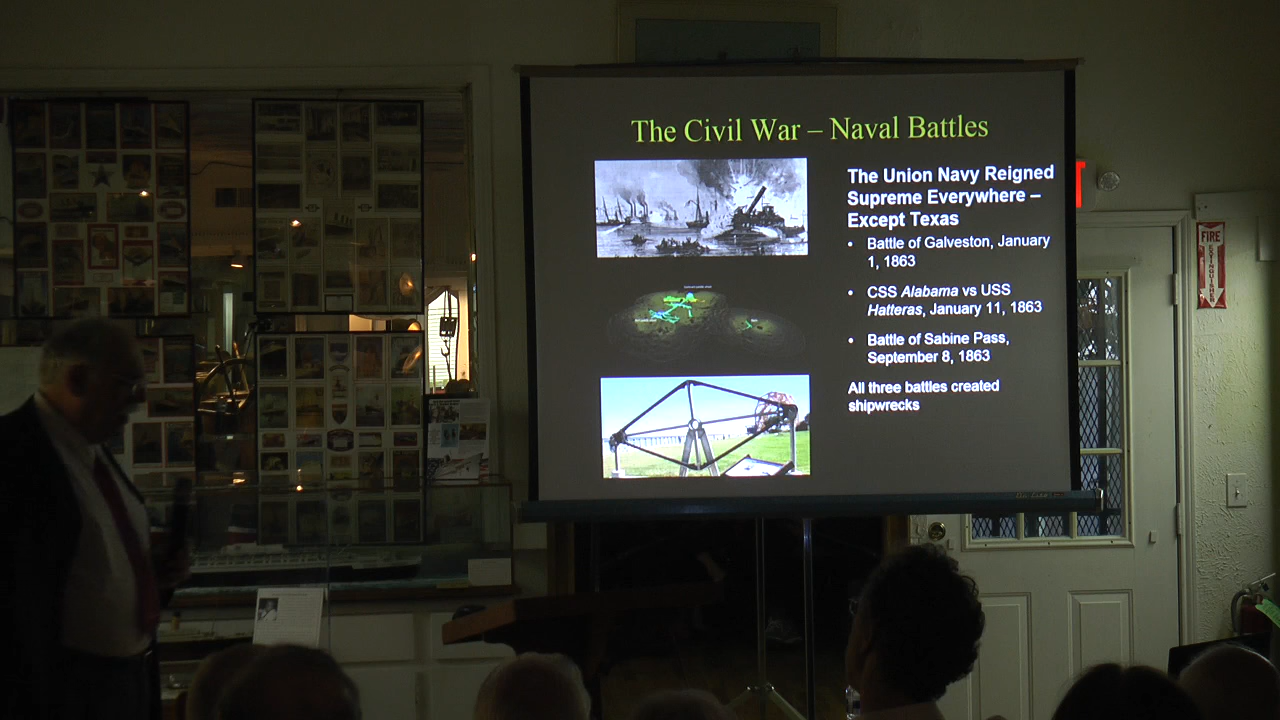 The Civil War – Naval Battles
The Union Navy Reigned
Supreme Everywhere –
Except Texas
• Battle of Galveston, January
1, 1863
• CSS Alabama vs USS
Hatteras, January 11, 1863
• Battle of Sabine Pass,
September 8, 1863
All three battles created
shipwrecks
FIRE
EXTINGUISHER